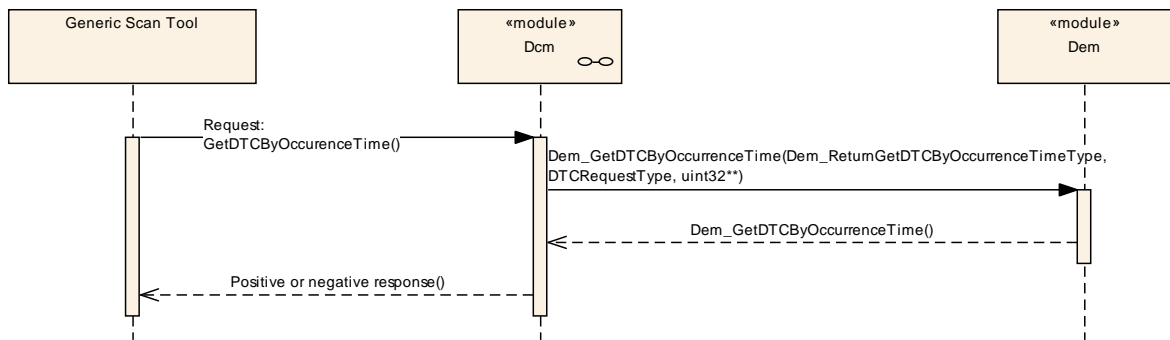 Generic Scan Tool
«module»
Dcm
«module»
Dem
Request:
GetDTCByOccurenceTime()
Dem_GetDTCByOccurrenceTime(Dem_ReturnGetDTCByOccurrenceTimeType,
DTCRequestType, uint32**)
Dem_GetDTCByOccurrenceTime()
Positive or negative response()